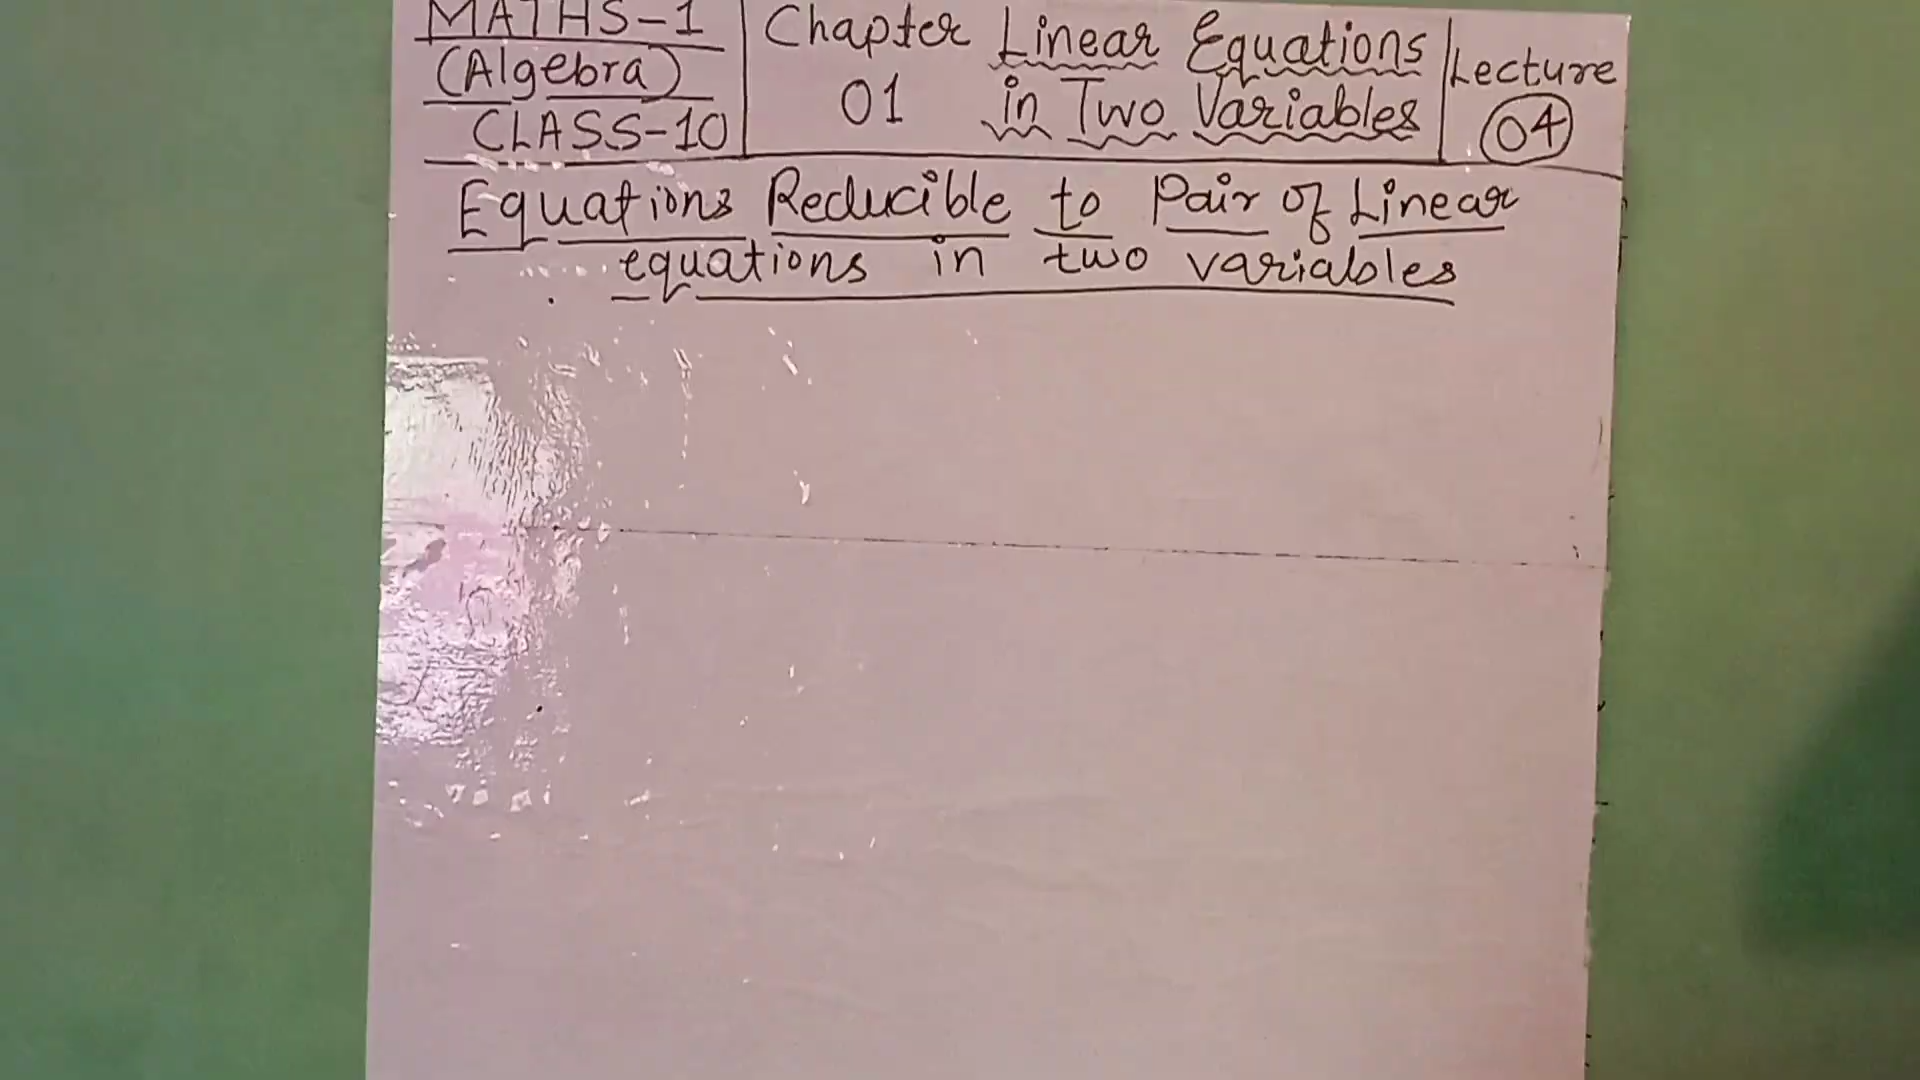 MATHS-1
(Algebra)
CLASS-10
Chapter
01
Linear Equations
in Two Variables
Lecture
04
Equations Reducible to Pair of Linear
equations in two variables